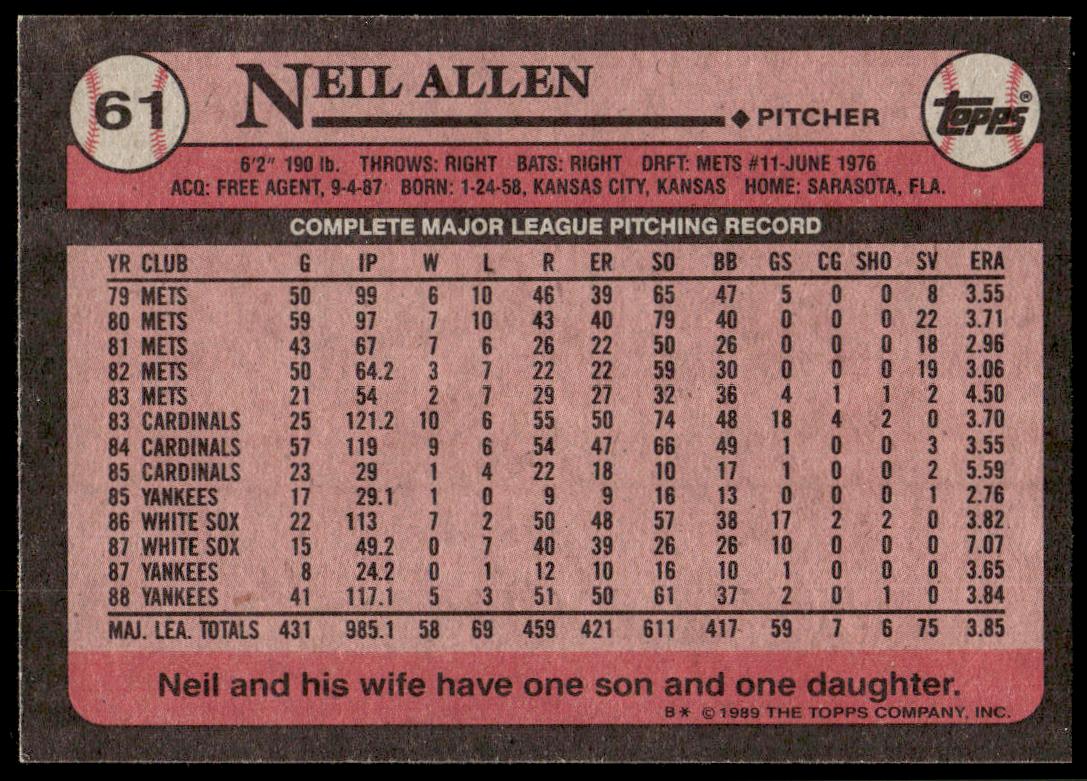 61
NEIL ALLEN
PITCHER
TOPPS®
6'2" 190 lb. THROWS: RIGHT BATS: RIGHT DRFT: METS #11-JUNE 1976
ACQ: FREE AGENT, 9-4-87 BORN: 1-24-58, KANSAS CITY, KANSAS HOME: SARASOTA, FLA.
COMPLETE MAJOR LEAGUE PITCHING RECORD
YR CLUB G IP W L R ER SO BB GS CG SHO SV ERA
79 METS 50 99 6 10 46 39 65 47 5 0 0 8 3.55
80 METS 59 97 7 10 43 40 79 40 0 0 0 22 3.71
81 METS 43 67 7 6 26 22 50 26 0 0 0 18 2.96
82 METS 50 64.2 3 7 22 22 59 30 0 0 0 19 3.06
83 METS 21 54 2 7 29 27 32 36 4 1 1 2 4.50
83 CARDINALS 25 121.2 10 6 55 50 74 48 18 4 2 0 3.70
84 CARDINALS 57 119 9 6 54 47 66 49 1 0 0 3 3.55
85 CARDINALS 23 29 1 4 22 18 10 17 1 0 0 2 5.59
85 YANKEES 17 29.1 1 0 9 9 16 13 0 0 0 1 2.76
86 WHITE SOX 22 113 7 2 50 48 57 38 17 2 2 0 3.82
87 WHITE SOX 15 49.2 0 7 40 39 26 26 10 0 0 0 7.07
87 YANKEES 8 24.2 0 1 12 10 16 10 1 0 0 0 3.65
88 YANKEES 41 117.1 5 3 51 50 61 37 2 0 1 0 3.84
MAJ. LEA. TOTALS 431 985.1 58 69 459 421 611 417 59 7 6 75 3.85
Neil and his wife have one son and one daughter.
B* © 1989 THE TOPPS COMPANY, INC.